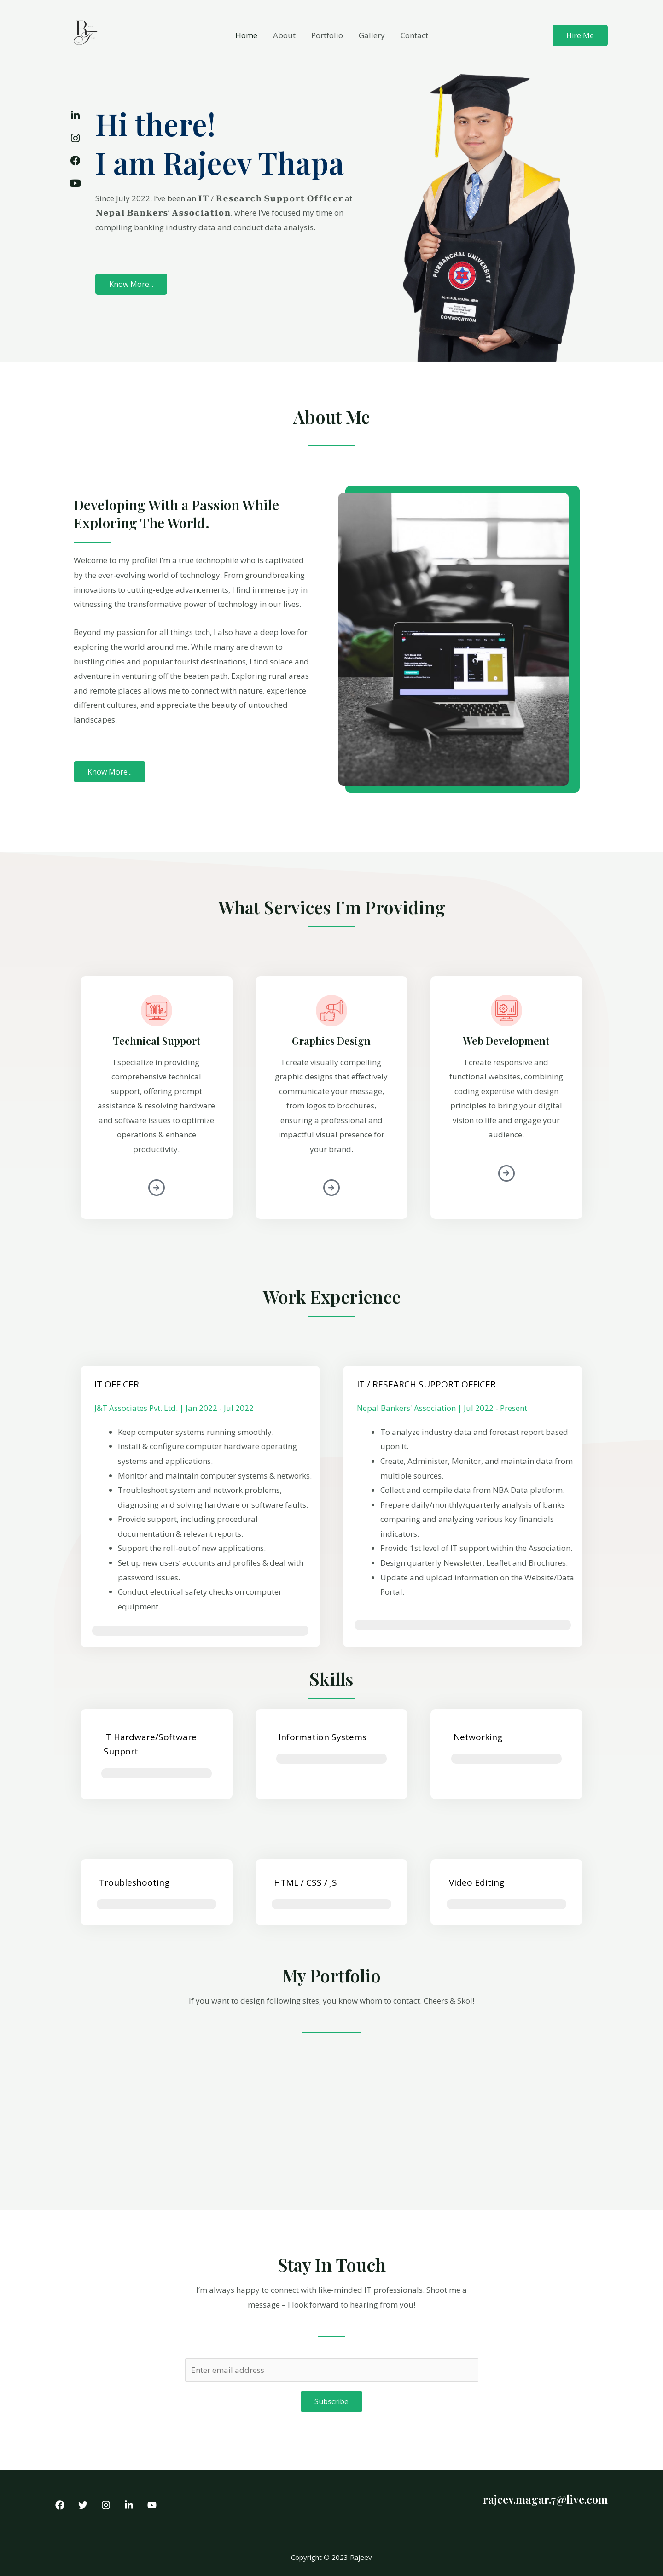 Home About Portfolio Gallery Contact
Hire Me
Hi there!
I am Rajeev Thapa
Since July 2022, I've been an IT / Research Support Officer at
Nepal Bankers' Association, where I've focused my time on
compiling banking industry data and conduct data analysis.
Know More...
PURBANCHAL UNIVERSITY
About Me
Developing With a Passion While
Exploring The World.
Welcome to my profile! I'm a true technophile who is captivated
by the ever-evolving world of technology. From groundbreaking
innovations to cutting-edge advancements, I find immense joy in
witnessing the transformative power of technology in our lives.
Beyond my passion for all things tech, I also have a deep love for
exploring the world around me. While many are drawn to
bustling cities and popular tourist destinations, I find solace and
adventure in venturing off the beaten path. Exploring rural areas
and remote places allows me to connect with nature, experience
different cultures, and appreciate the beauty of untouched
landscapes.
Know More...
What Services I'm Providing
Technical Support
I specialize in providing
comprehensive technical
support, offering prompt
assistance & resolving hardware
and software issues to optimize
operations & enhance
productivity.
Graphics Design
I create visually compelling
graphic designs that effectively
communicate your message,
from logos to brochures,
ensuring a professional and
impactful visual presence for
your brand.
Web Development
I create responsive and
functional websites, combining
coding expertise with design
principles to bring your digital
vision to life and engage your
audience.
Work Experience
IT OFFICER
J&T Associates Pvt. Ltd. | Jan 2022 - Jul 2022
• Keep computer systems running smoothly.
• Install & configure computer hardware operating
systems and applications.
• Monitor and maintain computer systems & networks.
• Troubleshoot system and network problems,
diagnosing and solving hardware or software faults.
• Provide support, including procedural
documentation & relevant reports.
• Support the roll-out of new applications.
• Set up new users' accounts and profiles & deal with
password issues.
• Conduct electrical safety checks on computer
equipment.
IT / RESEARCH SUPPORT OFFICER
Nepal Bankers' Association | Jul 2022 - Present
• To analyze industry data and forecast report based
upon it.
• Create, Administer, Monitor, and maintain data from
multiple sources.
• Collect and compile data from NBA Data platform.
• Prepare daily/monthly/quarterly analysis of banks
comparing and analyzing various key financials
indicators.
• Provide 1st level of IT support within the Association.
• Design quarterly Newsletter, Leaflet and Brochures.
• Update and upload information on the Website/Data
Portal.
Skills
IT Hardware/Software
Support
Information Systems
Networking
Troubleshooting
HTML / CSS / JS
Video Editing
My Portfolio
If you want to design following sites, you know whom to contact. Cheers & Skol!
Stay In Touch
I'm always happy to connect with like-minded IT professionals. Shoot me a
message – I look forward to hearing from you!
Enter email address
Subscribe
rajeev.magar.7@live.com
Copyright © 2023 Rajeev